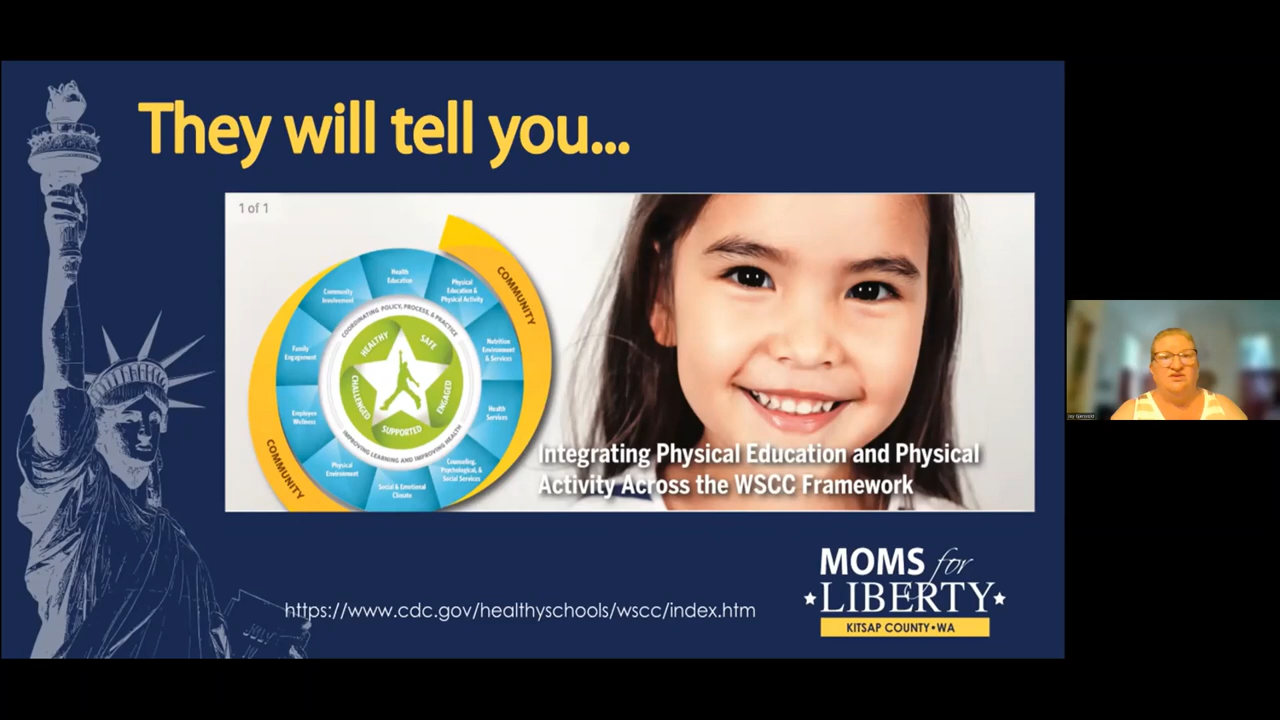 They will tell you...
1 of 1
COMMUNITY
Health
Education
Physical
Education &
Physical Activity
Nutrition
Environment
& Services
Health
Services
Counseling,
Psychological, &
Social Services
Social & Emotional
Climate
Physical
Environment
Employee
Wellness
Family
Engagement
Community
Involvement
COORDINATING POLICY, PROCESS, & PRACTICE
IMPROVING LEARNING AND IMPROVING HEALTH
HEALTHY
SAFE
ENGAGED
SUPPORTED
CHALLENGED
COMMUNITY
Integrating Physical Education and Physical
Activity Across the WSCC Framework
https://www.cdc.gov/healthyschools/wscc/index.htm
MOMS for
LIBERTY
KITSAP COUNTY•WA